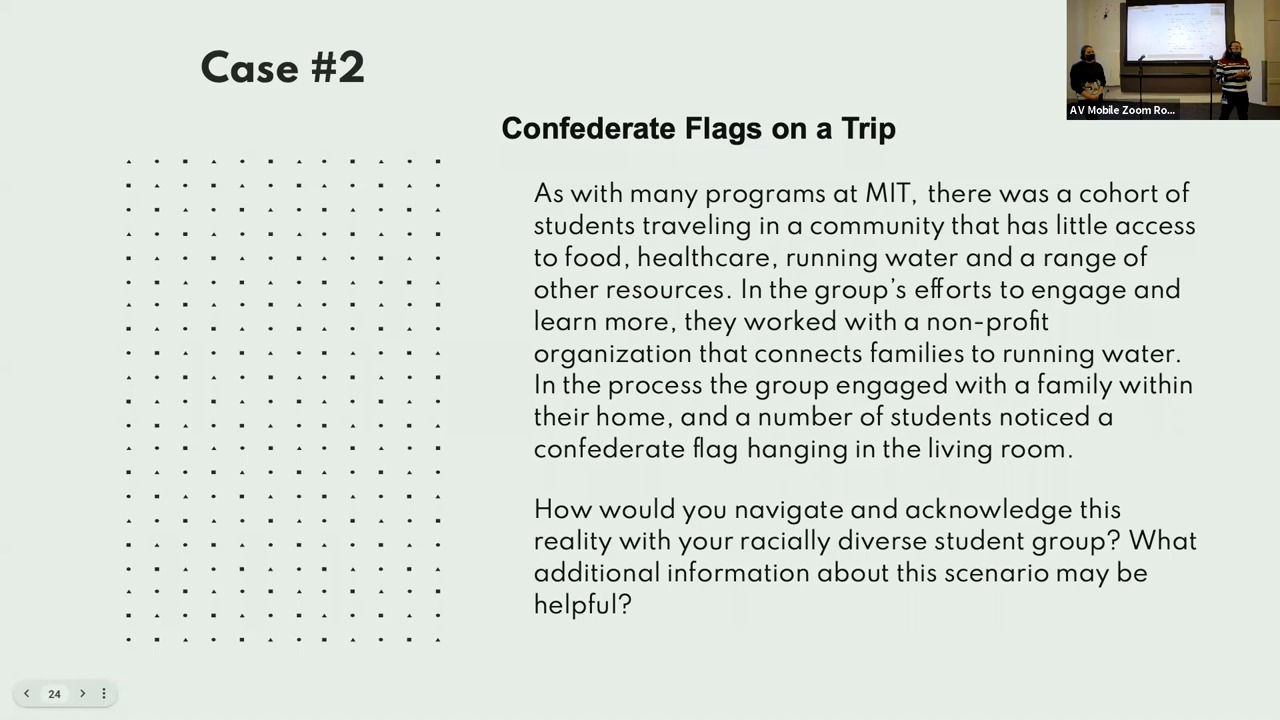 Case #2
AV Mobile Zoom Ro...
Confederate Flags on a Trip
As with many programs at MIT, there was a cohort of
students traveling in a community that has little access
to food, healthcare, running water and a range of
other resources. In the group’s efforts to engage and
learn more, they worked with a non-profit
organization that connects families to running water.
In the process the group engaged with a family within
their home, and a number of students noticed a
confederate flag hanging in the living room.
How would you navigate and acknowledge this
reality with your racially diverse student group? What
additional information about this scenario may be
helpful?
24